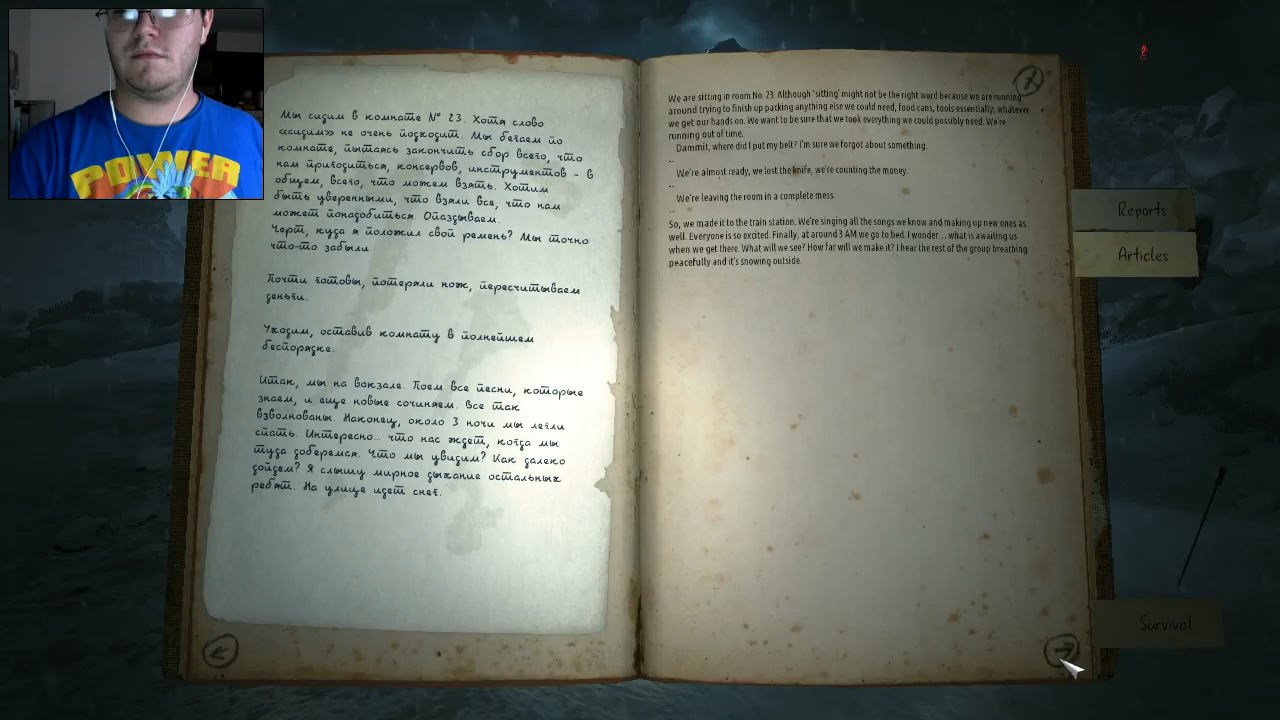 POWER
Мы сидим в комнате № 23. Хотя слово
«сидим» не очень подходит. Мы бегаем по
комнате, пытаясь закончить сбор всего, что
нам пригодиться, консервов, инструментов - в
общем, всего, что можем взять. Хотим
быть уверенными, что взяли все, что нам
может понадобиться. Опаздываем.
Черт, куда я положил свой ремень? Мы точно
что-то забыли.
Почти готовы, потеряли нож, пересчитываем
деньги.
Уходим, оставив комнату в полнейшем
беспорядке.
Итак, мы на вокзале. Поем все песни, которые
знаем, и еще новые сочиняем. Все так
взволнованы. Наконец, около 3 ночи мы легли
спать. Интересно... что нас ждет, когда мы
туда доберемся. Что мы увидим? Как далеко
дойдем? Я слышу мирное дыхание остальных
ребят. На улице идет снег.
We are sitting in room No. 23. Although 'sitting' might not be the right word because we are running
around trying to finish up packing anything else we could need, food cans, tools essentially, whatever
we get our hands on. We want to be sure that we took everything we could possibly need. We're
running out of time.
Dammit, where did I put my belt? I'm sure we forgot about something.
--
We're almost ready, we lost the knife, we're counting the money.
--
We're leaving the room in a complete mess.
--
So, we made it to the train station. We're singing all the songs we know and making up new ones as
well. Everyone is so excited. Finally, at around 3 AM we go to bed. I wonder... what is awaiting us
when we get there. What will we see? How far will we make it? I hear the rest of the group breathing
peacefully and it's snowing outside.
Reports
Articles
Survival